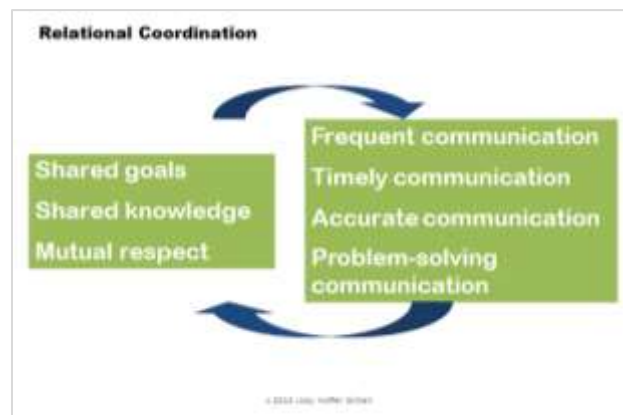 Relational Coordination
Shared goals
Shared knowledge
Mutual respect
Frequent communication
Timely communication
Accurate communication
Problem-solving
communication